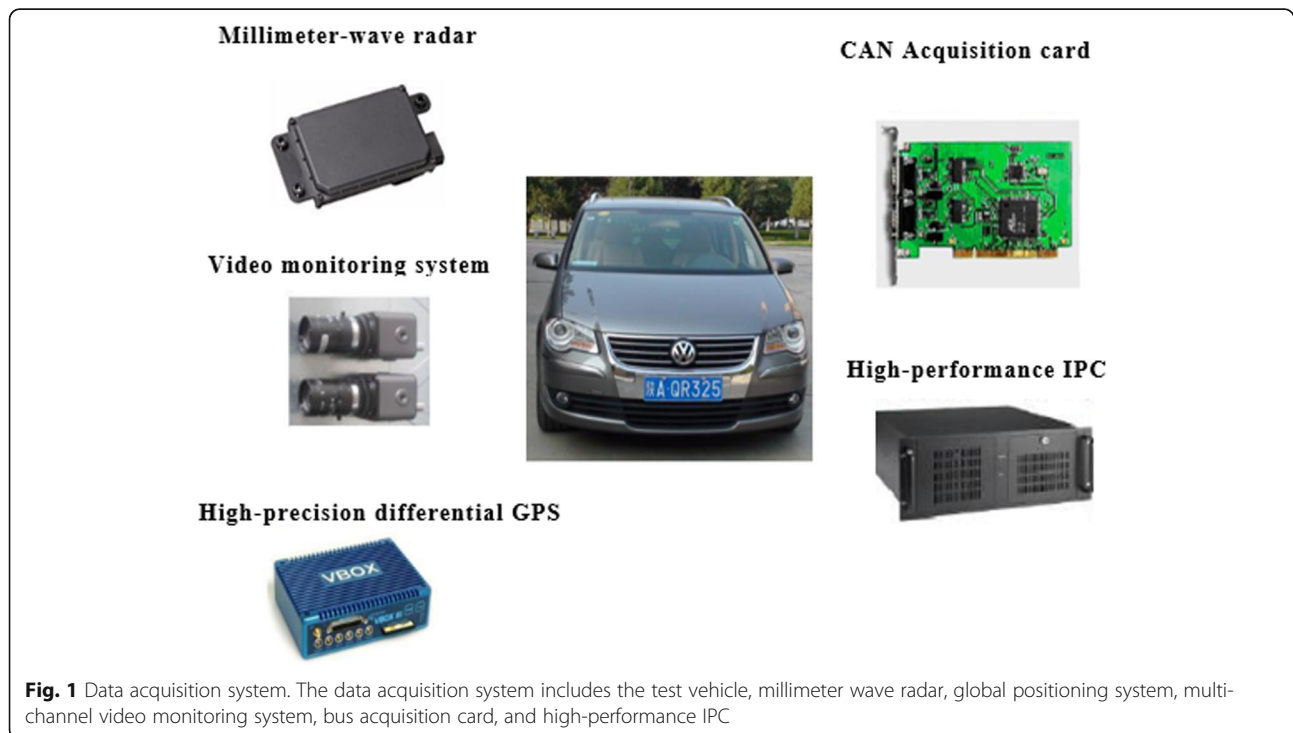 Millimeter-wave radar
CAN Acquisition card
Video monitoring system
High-performance IPC
陕A·QR325
High-precision differential GPS
VBOX
VBOX III
Fig. 1 Data acquisition system. The data acquisition system includes the test vehicle, millimeter wave radar, global positioning system, multi-
channel video monitoring system, bus acquisition card, and high-performance IPC